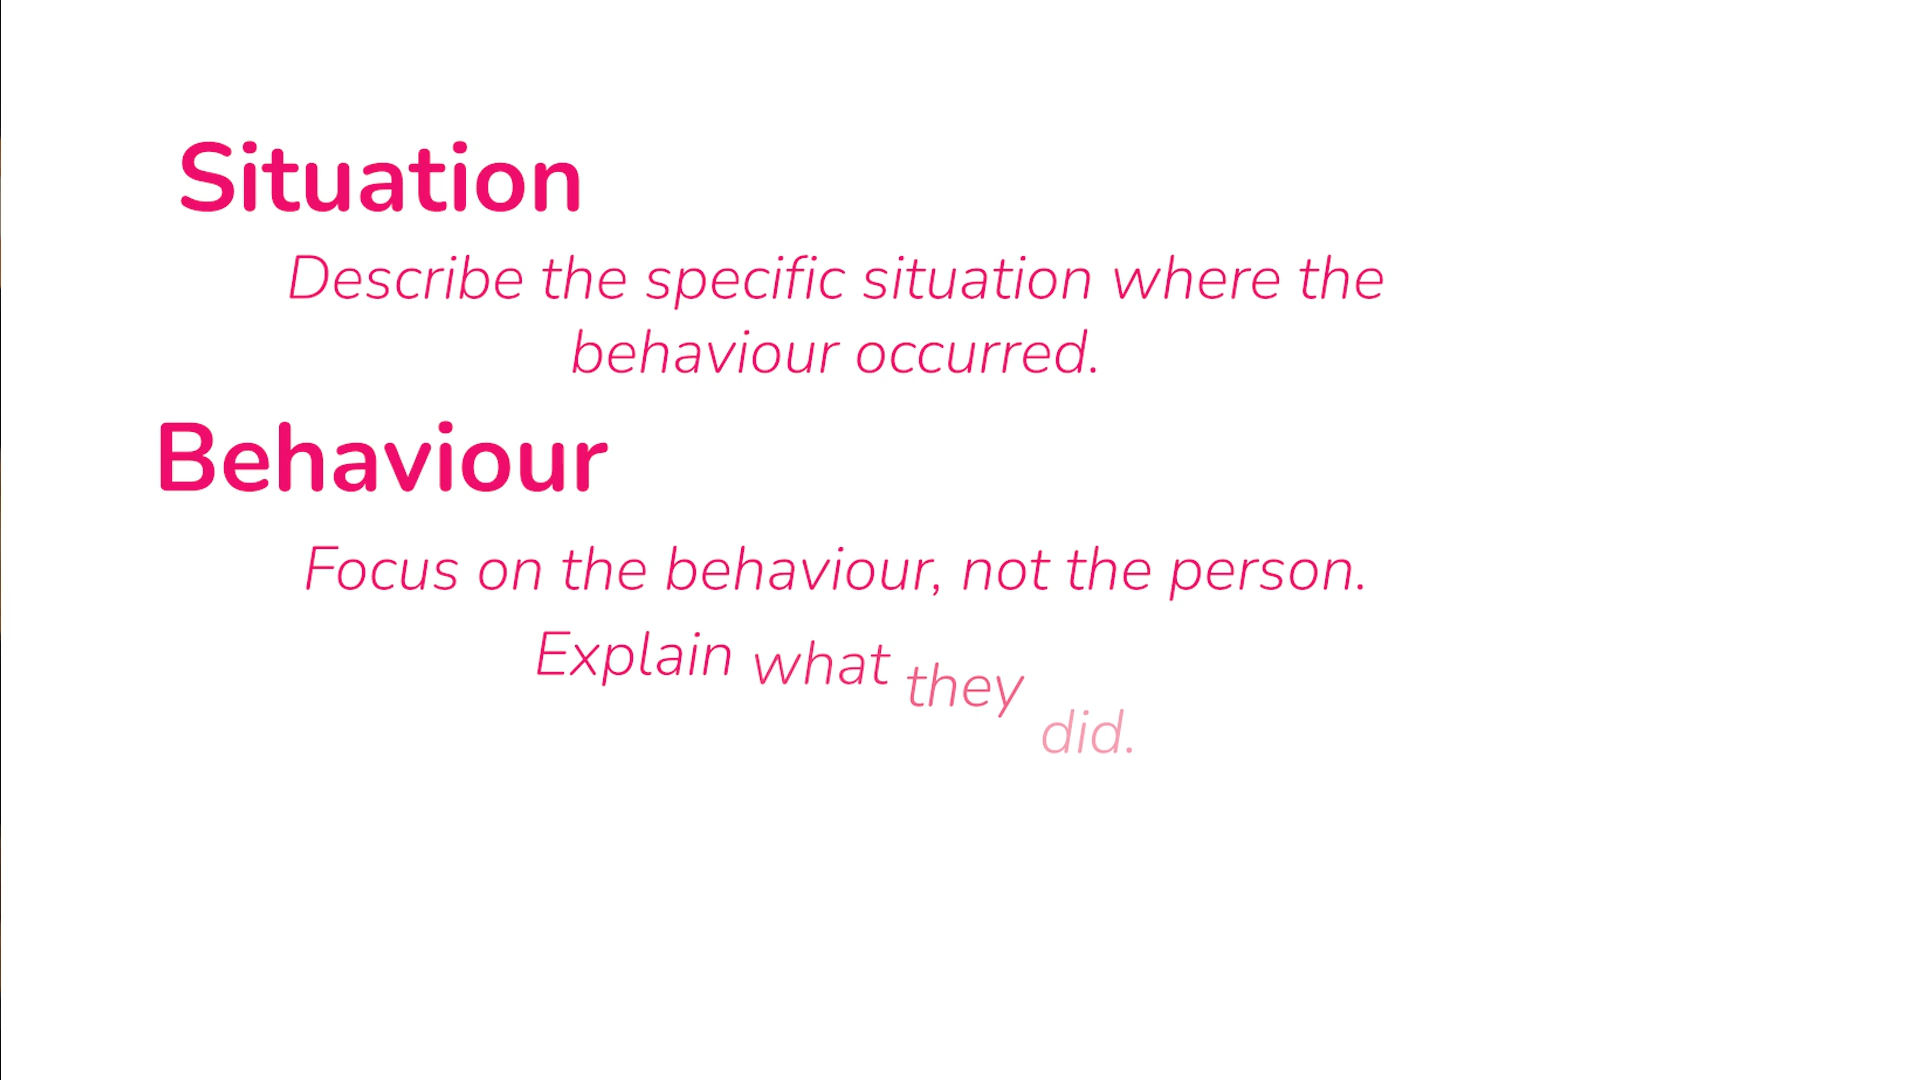 Situation
Describe the specific situation where the
behaviour occurred.
Behaviour
Focus on the behaviour, not the person.
Explain what they did.